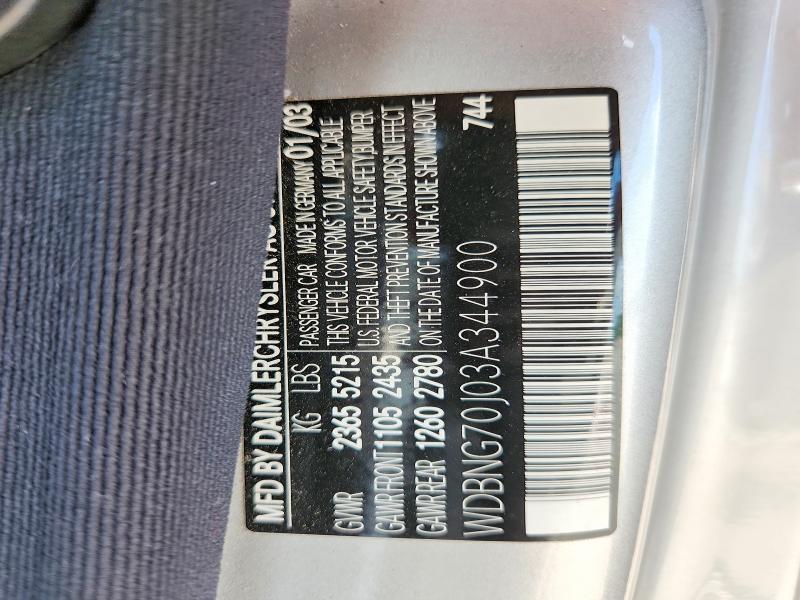 MFD BY DAIMLERCHRYSLER AG
KG LBS PASSENGER CAR MADE IN GERMANY 01/03
GWR 2365 5215 THIS VEHICLE CONFORMS TO ALL APPLICABLE
GAWR FRONT 1105 2435 U.S. FEDERAL MOTOR VEHICLE SAFETY BUMPER
GAWR REAR 1260 2780 AND THEFT PREVENTION STANDARDS IN EFFECT
ON THE DATE OF MANUFACTURE SHOWN ABOVE
WDBNG70J03A344900 744